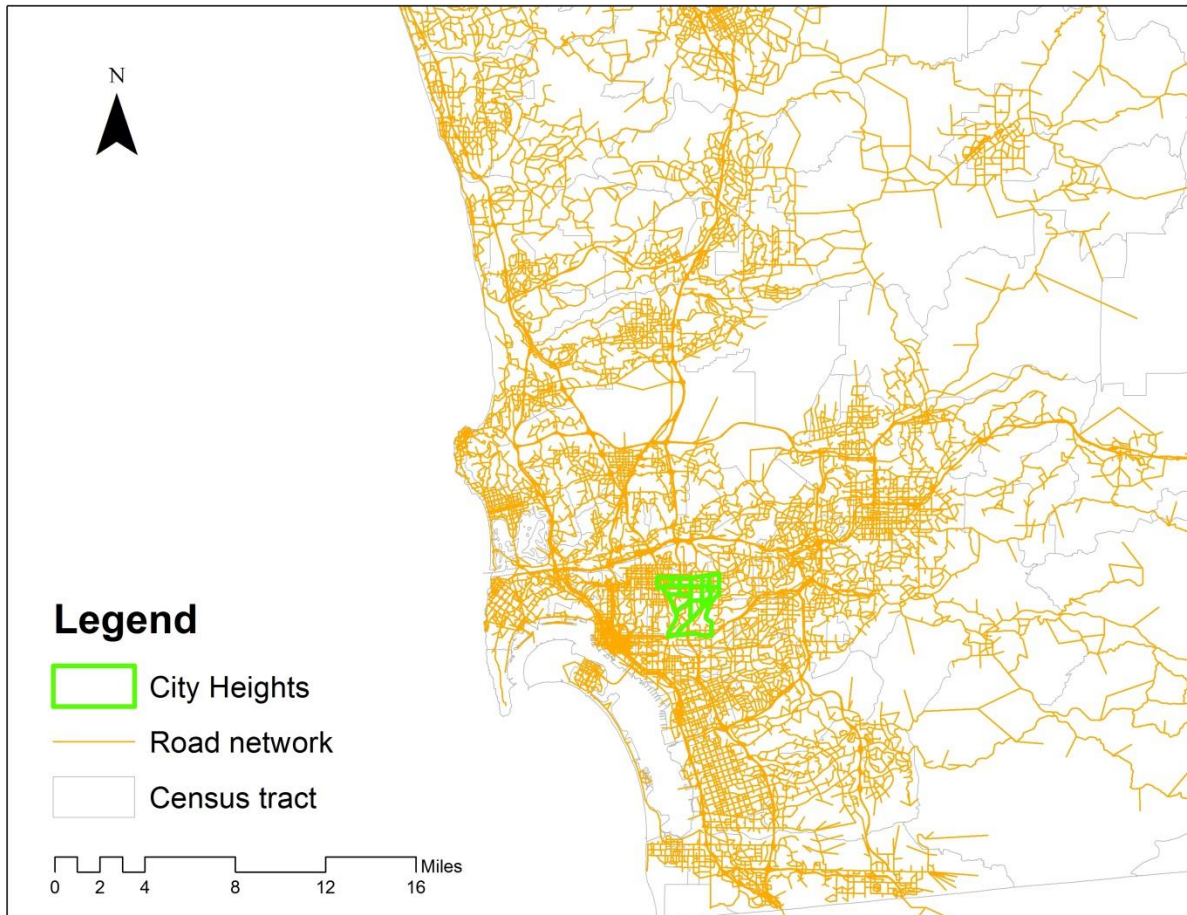 N
Legend
City Heights
Road network
Census tract
Miles
0 2 4 8 12 16